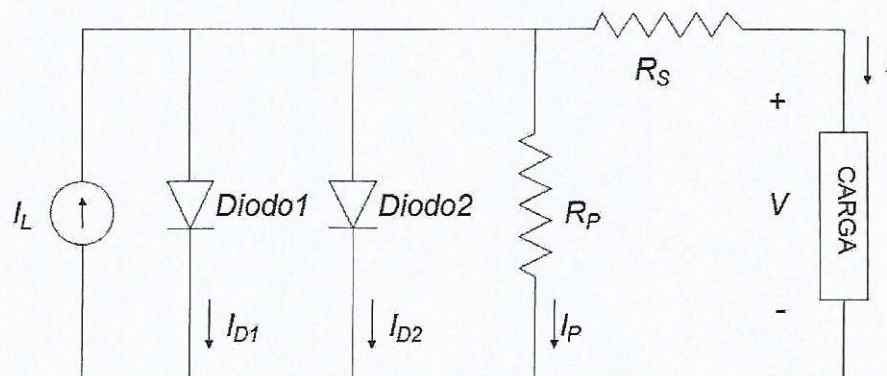 R_S
+
I_L
Diodo1
Diodo2
R_P
V
CARGA
-
I_D1
I_D2
I_P